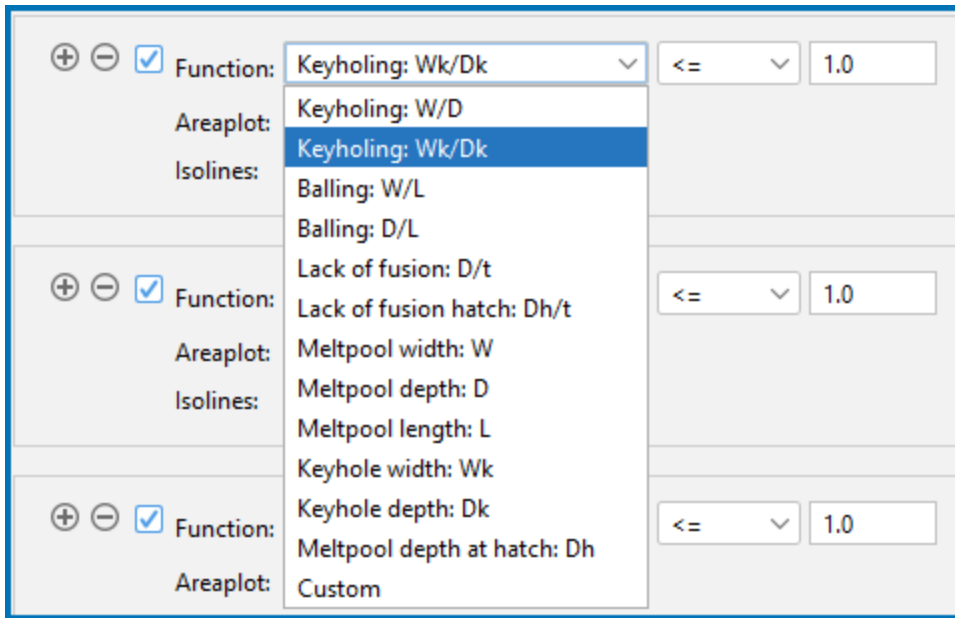 Function: Keyholing: Wk/Dk <= 1.0
Keyholing: W/D
Areaplot:
Keyholing: Wk/Dk
Isolines:
Balling: W/L
Balling: D/L
Lack of fusion: D/t
Function: <= 1.0
Lack of fusion hatch: Dh/t
Areaplot:
Meltpool width: W
Meltpool depth: D
Isolines:
Meltpool length: L
Keyhole width: Wk
Keyhole depth: Dk
Function: <= 1.0
Meltpool depth at hatch: Dh
Areaplot:
Custom